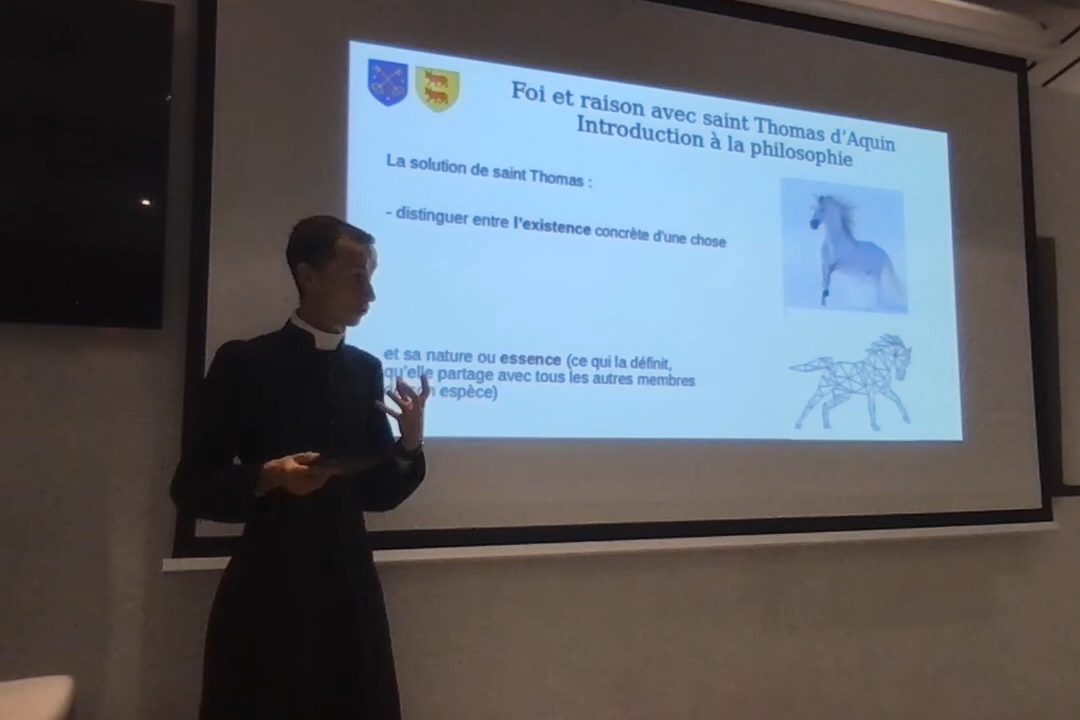 Foi et raison avec saint Thomas d'Aquin
Introduction à la philosophie
La solution de saint Thomas :
- distinguer entre l'existence concrète d'une chose
et sa nature ou essence (ce qui la définit,
qu'elle partage avec tous les autres membres
espèce)